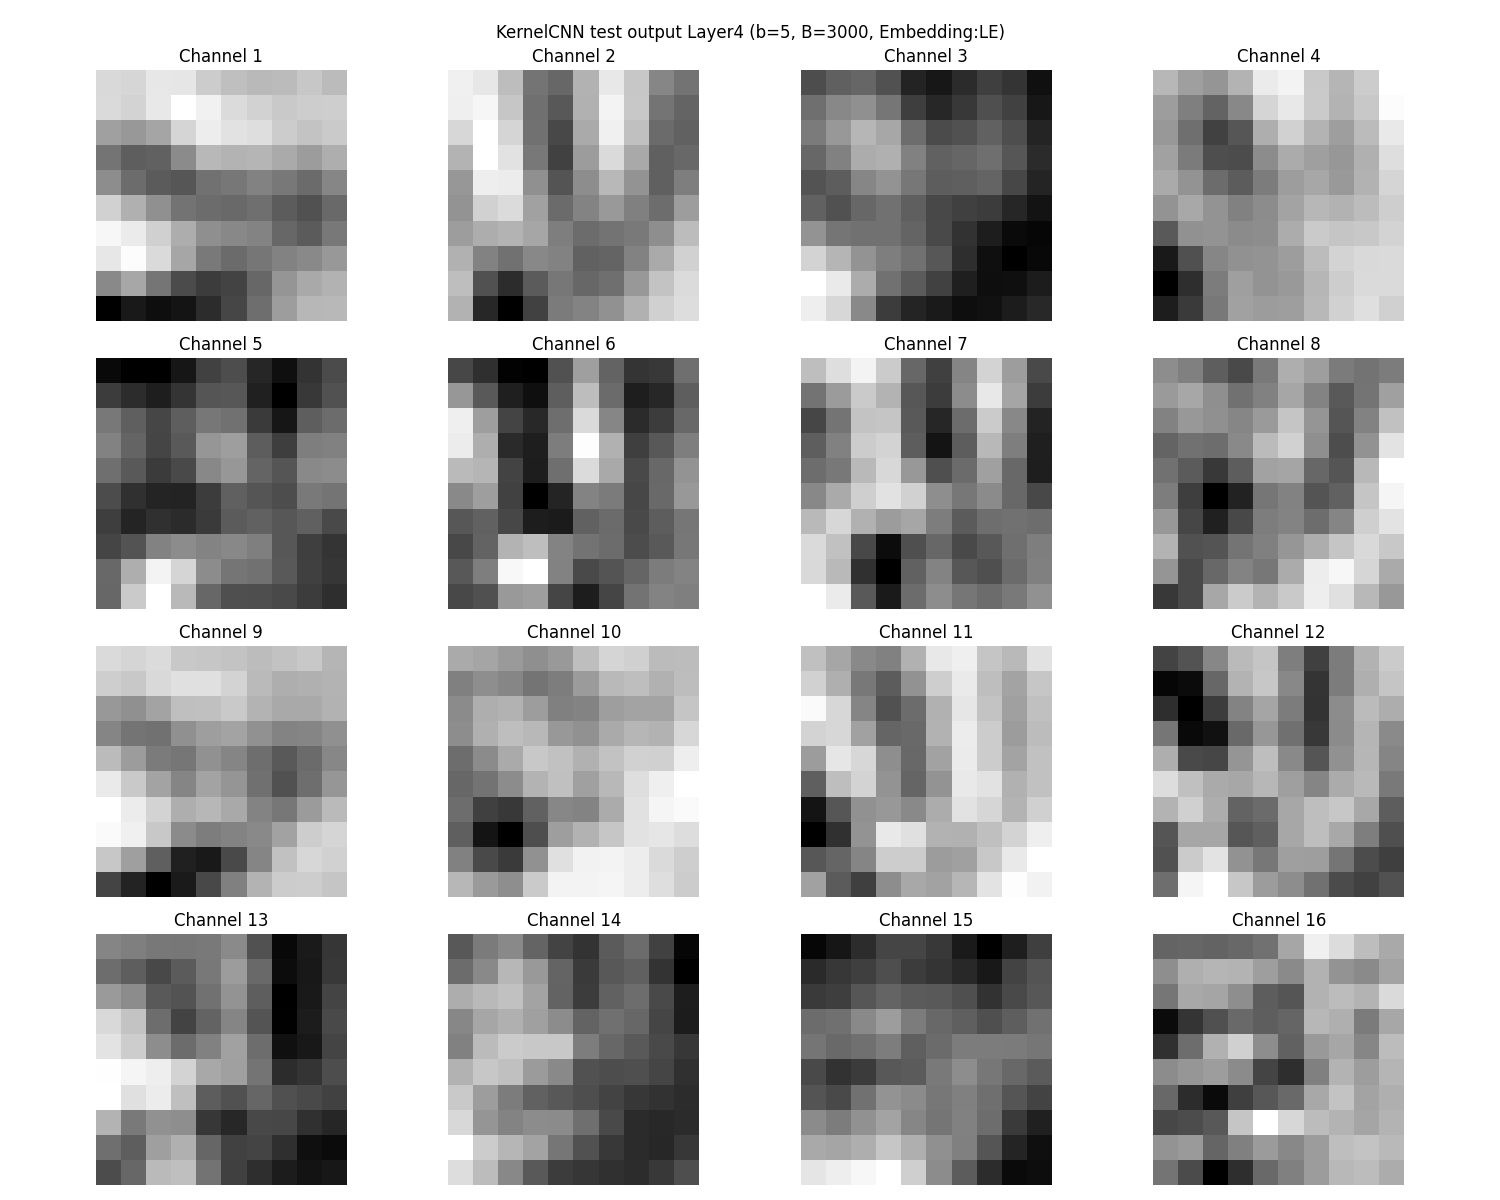 KernelCNN test output Layer4 (b=5, B=3000, Embedding:LE)
Channel 1 Channel 2 Channel 3 Channel 4
Channel 5 Channel 6 Channel 7 Channel 8
Channel 9 Channel 10 Channel 11 Channel 12
Channel 13 Channel 14 Channel 15 Channel 16